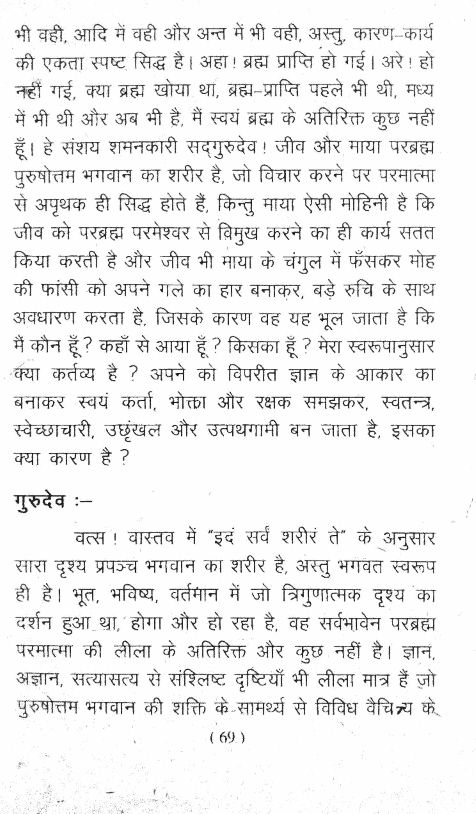 भी वही, आदि में वही और अन्त में भी वही, अस्तु, कारण–कार्य
की एकता स्पष्ट सिद्ध है। अहा! ब्रह्म प्राप्ति हो गई। अरे! हो
नहीं गई, क्या ब्रह्म खोया था, ब्रह्म–प्राप्ति पहले भी थी, मध्य
में भी थी और अब भी है, मैं स्वयं ब्रह्म के अतिरिक्त कुछ नहीं
हूँ। हे संशय शमनकारी सद्गुरुदेव! जीव और माया परब्रह्म
पुरुषोत्तम भगवान का शरीर है, जो विचार करने पर परमात्मा
से अपृथक ही सिद्ध होते हैं, किन्तु माया ऐसी मोहिनी है कि
जीव को परब्रह्म परमेश्वर से विमुख करने का ही कार्य सतत
किया करती है और जीव भी माया के चंगुल में फँसकर मोह
की फांसी को अपने गले का हार बनाकर, बड़े रुचि के साथ
अवधारण करता है, जिसके कारण वह यह भूल जाता है कि
मैं कौन हूँ? कहाँ से आया हूँ? किसका हूँ? मेरा स्वरूपानुसार
क्या कर्तव्य है? अपने को विपरीत ज्ञान के आकार का
बनाकर स्वयं कर्ता, भोक्ता और रक्षक समझकर, स्वतन्त्र,
स्वेच्छाचारी, उछृंखल और उत्पथगामी बन जाता है, इसका
क्या कारण है?
गुरुदेव :–
वत्स! वास्तव में "इदं सर्वं शरीरं ते" के अनुसार
सारा दृश्य प्रपञ्च भगवान का शरीर है, अस्तु भगवत स्वरूप
ही है। भूत, भविष्य, वर्तमान में जो त्रिगुणात्मक दृश्य का
दर्शन हुआ था, होगा और हो रहा है, वह सर्वभावेन परब्रह्म
परमात्मा की लीला के अतिरिक्त और कुछ नहीं है। ज्ञान,
अज्ञान, सत्यासत्य से संश्लिष्ट दृष्टियाँ भी लीला मात्र हैं जो
पुरुषोत्तम भगवान की शक्ति के सामर्थ्य से विविध वैचित्र्य के
(69)